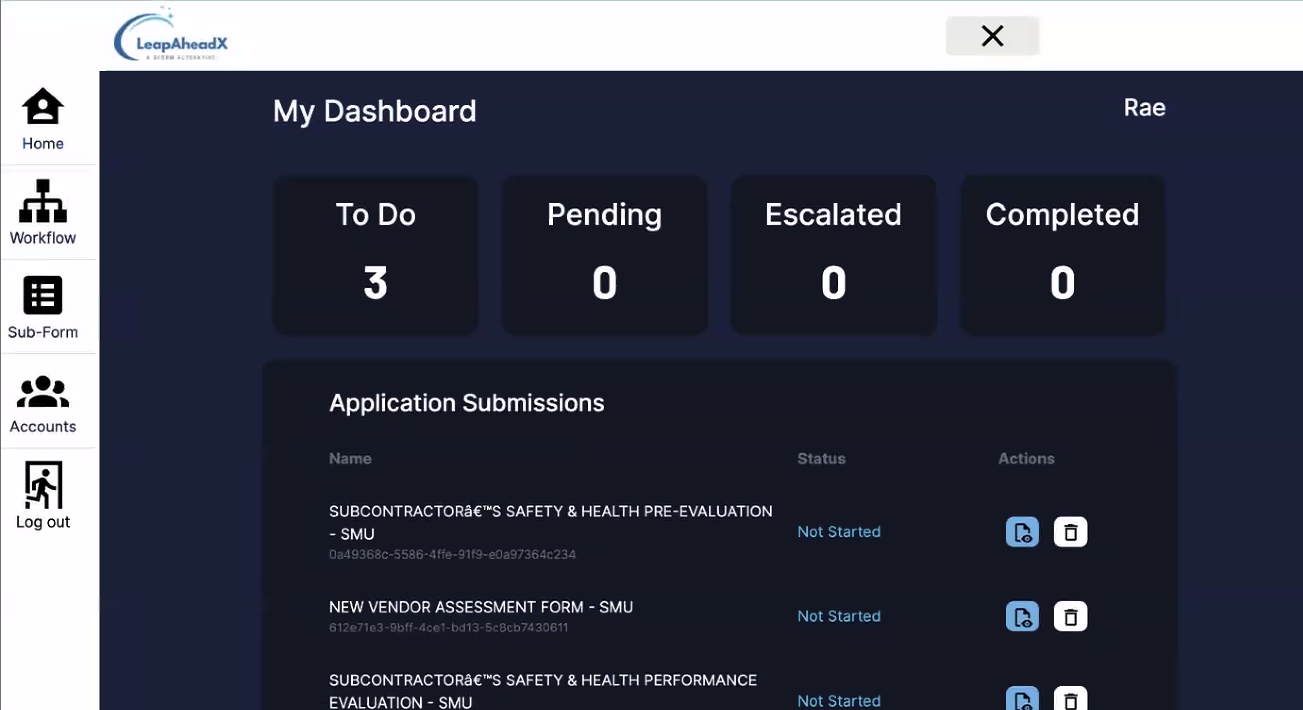 LeapAheadX
My Dashboard
Rae
Home
Workflow
Sub-Form
Accounts
Log out
To Do
3
Pending
0
Escalated
0
Completed
0
Application Submissions
Name
Status
Actions
SUBCONTRACTORâ€™S SAFETY & HEALTH PRE-EVALUATION
- SMU
0a49368c-5586-4ffe-91f9-e0a97364c234
Not Started
NEW VENDOR ASSESSMENT FORM - SMU
612e71e3-9bff-4ce1-bd13-5c8cb7430611
Not Started
SUBCONTRACTORâ€™S SAFETY & HEALTH PERFORMANCE
EVALUATION - SMU
Not Started